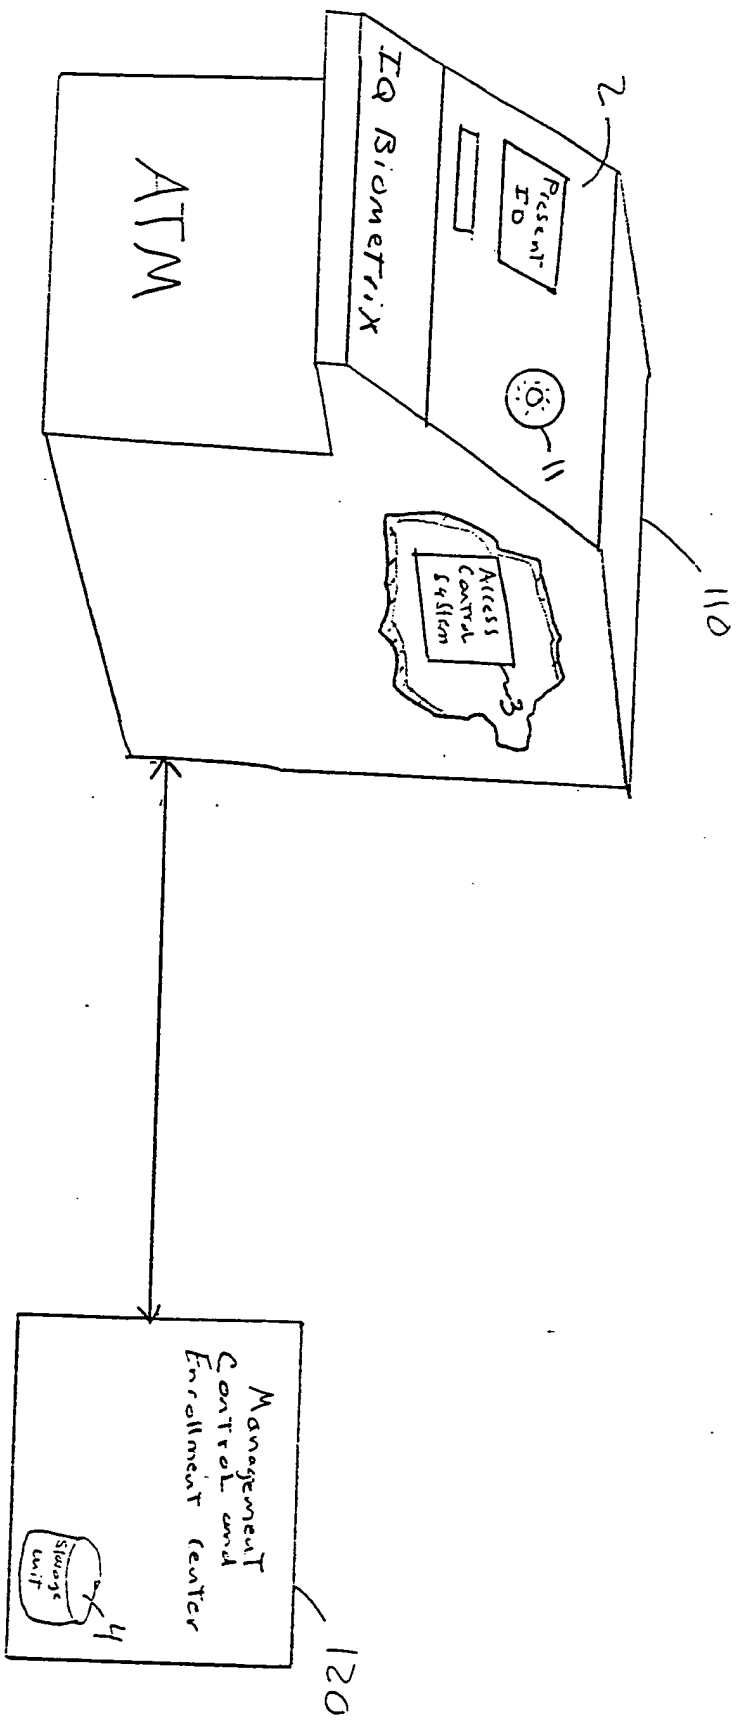 110
2
Present
ID
11
IQ Biometrix
Access
Control
System
3
ATM
120
Management
Control and
Enrollment Center
4
Storage
unit